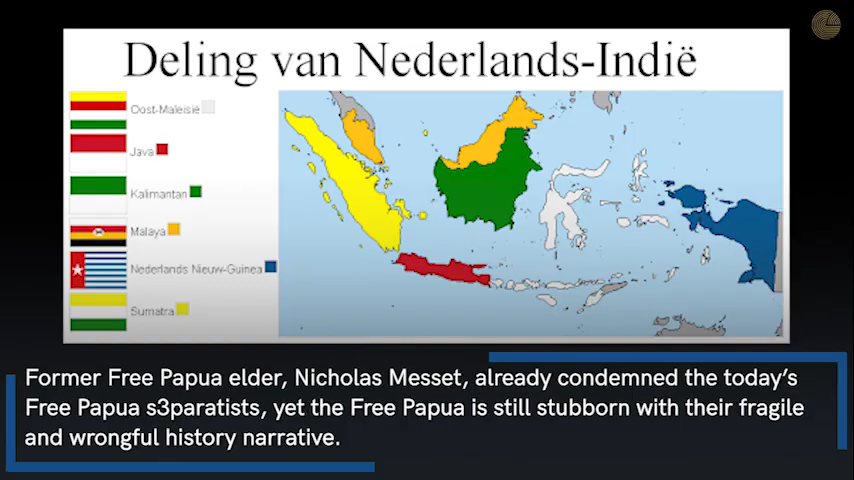 Deling van Nederlands-Indië
Oost-Maleisië
Java
Kalimantan
Malaya
Nederlands Nieuw-Guinea
Sumatra
Former Free Papua elder, Nicholas Messet, already condemned the today's
Free Papua s3paratists, yet the Free Papua is still stubborn with their fragile
and wrongful history narrative.